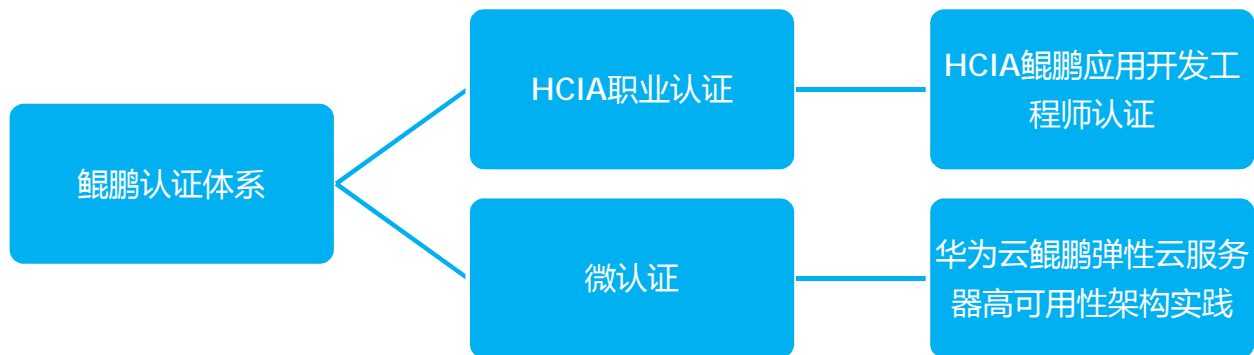 鲲鹏认证体系
HCIA职业认证
HCIA鲲鹏应用开发工
程师认证
微认证
华为云鲲鹏弹性云服务
器高可用性架构实践